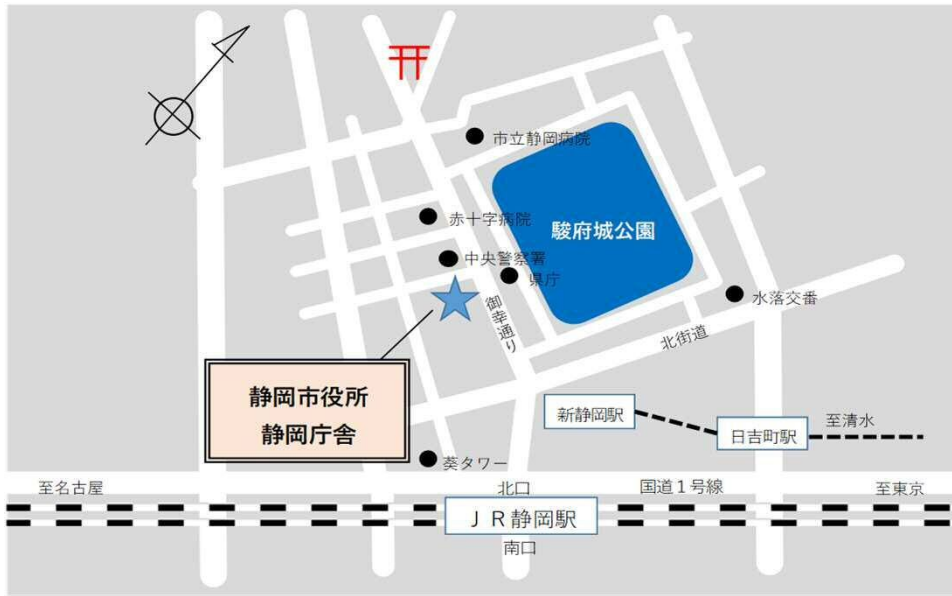 市立静岡病院
赤十字病院
駿府城公園
中央警察署
県庁
水落交番
御幸通り
北街道
静岡市役所
静岡庁舎
新静岡駅
日吉町駅
至清水
葵タワー
至名古屋
北口
国道1号線
至東京
JR静岡駅
南口